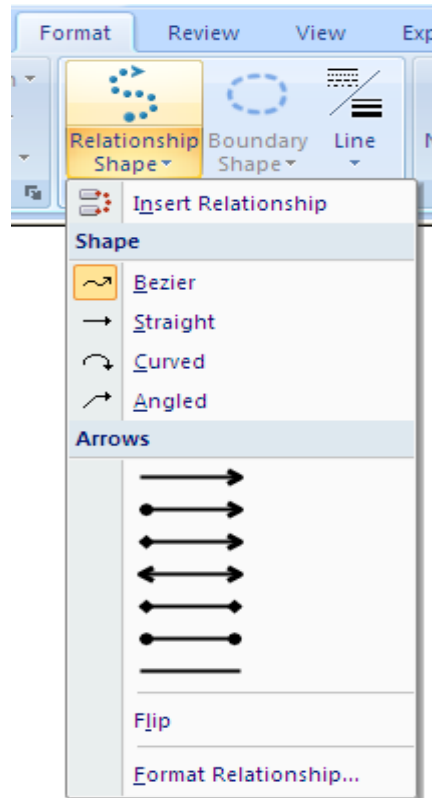 Format Review View Exp
Relationship Boundary Line
Shape Shape
Insert Relationship
Shape
Bezier
Straight
Curved
Angled
Arrows
Flip
Format Relationship...